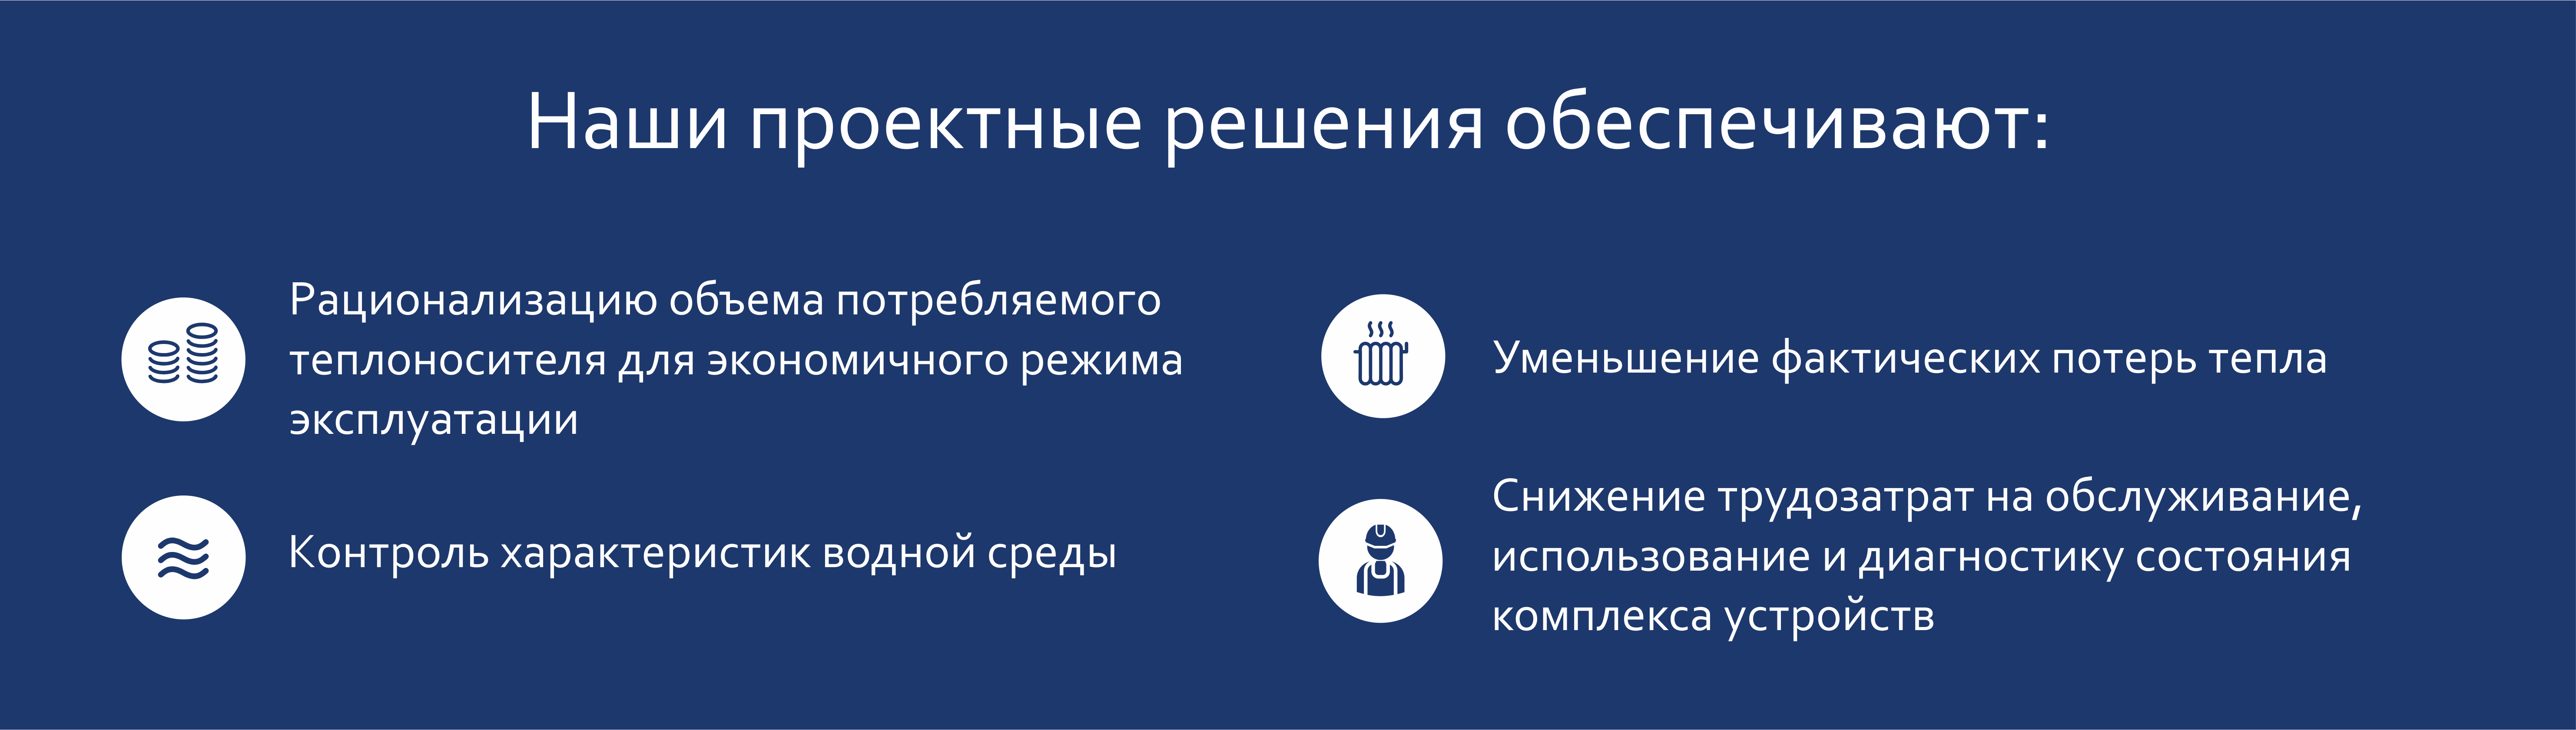 Наши проектные решения обеспечивают:
Рационализацию объема потребляемого
теплоносителя для экономичного режима
эксплуатации
Контроль характеристик водной среды
Уменьшение фактических потерь тепла
Снижение трудозатрат на обслуживание,
использование и диагностику состояния
комплекса устройств